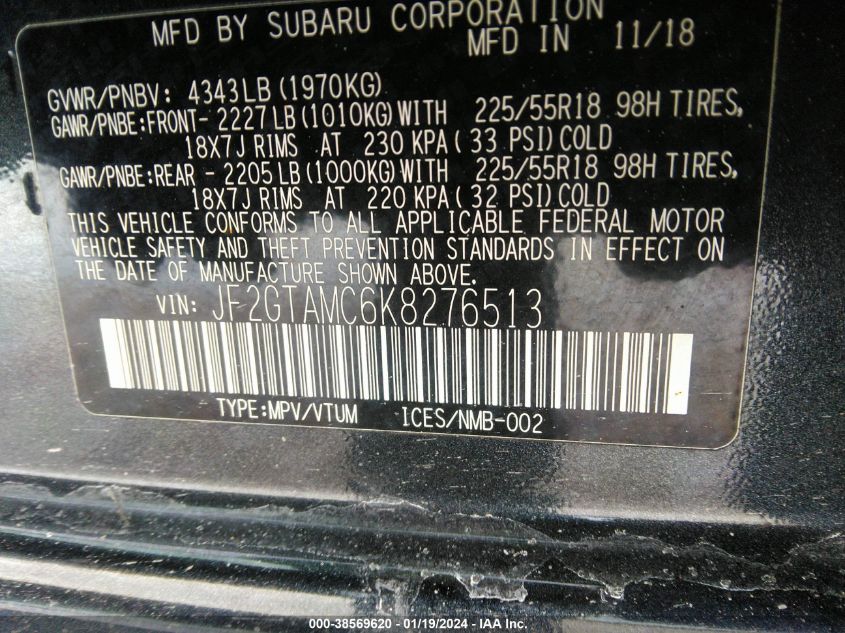 MFD BY SUBARU CORPORATION
MFD IN 11/18
GVWR/PNBV: 4343LB (1970KG)
GAWR/PNBE:FRONT- 2227LB (1010KG)WITH 225/55R18 98H TIRES,
18X7J RIMS AT 230 KPA( 33 PSI)COLD
GAWR/PNBE:REAR - 2205LB (1000KG)WITH 225/55R18 98H TIRES,
18X7J RIMS AT 220 KPA( 32 PSI)COLD
THIS VEHICLE CONFORMS TO ALL APPLICABLE FEDERAL MOTOR
VEHICLE SAFETY AND THEFT PREVENTION STANDARDS IN EFFECT ON
THE DATE OF MANUFACTURE SHOWN ABOVE.
VIN: JF2GTAMC6K8276513
TYPE:MPV/VTUM ICES/NMB-002
000-38569620 - 01/19/2024 - IAA Inc.